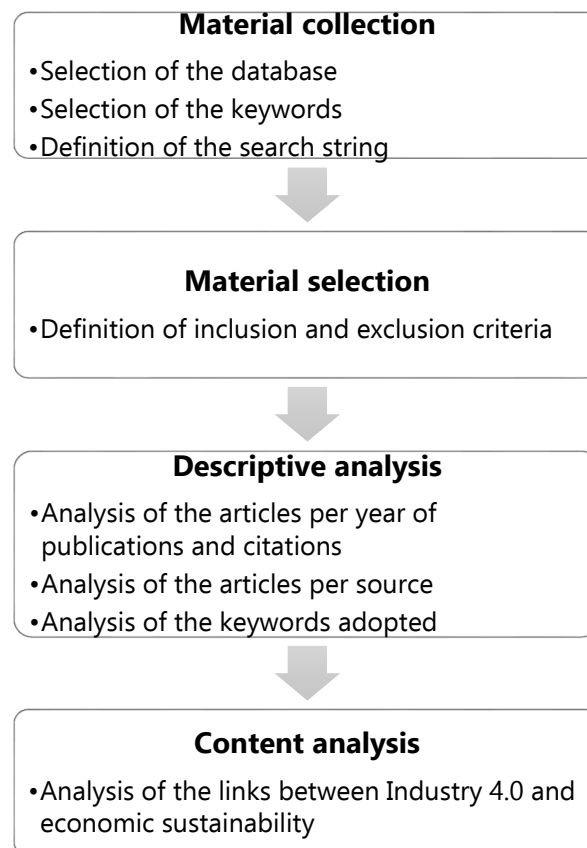 Material collection
•Selection of the database
•Selection of the keywords
•Definition of the search string
Material selection
•Definition of inclusion and exclusion criteria
Descriptive analysis
•Analysis of the articles per year of
publications and citations
•Analysis of the articles per source
•Analysis of the keywords adopted
Content analysis
•Analysis of the links between Industry 4.0 and
economic sustainability